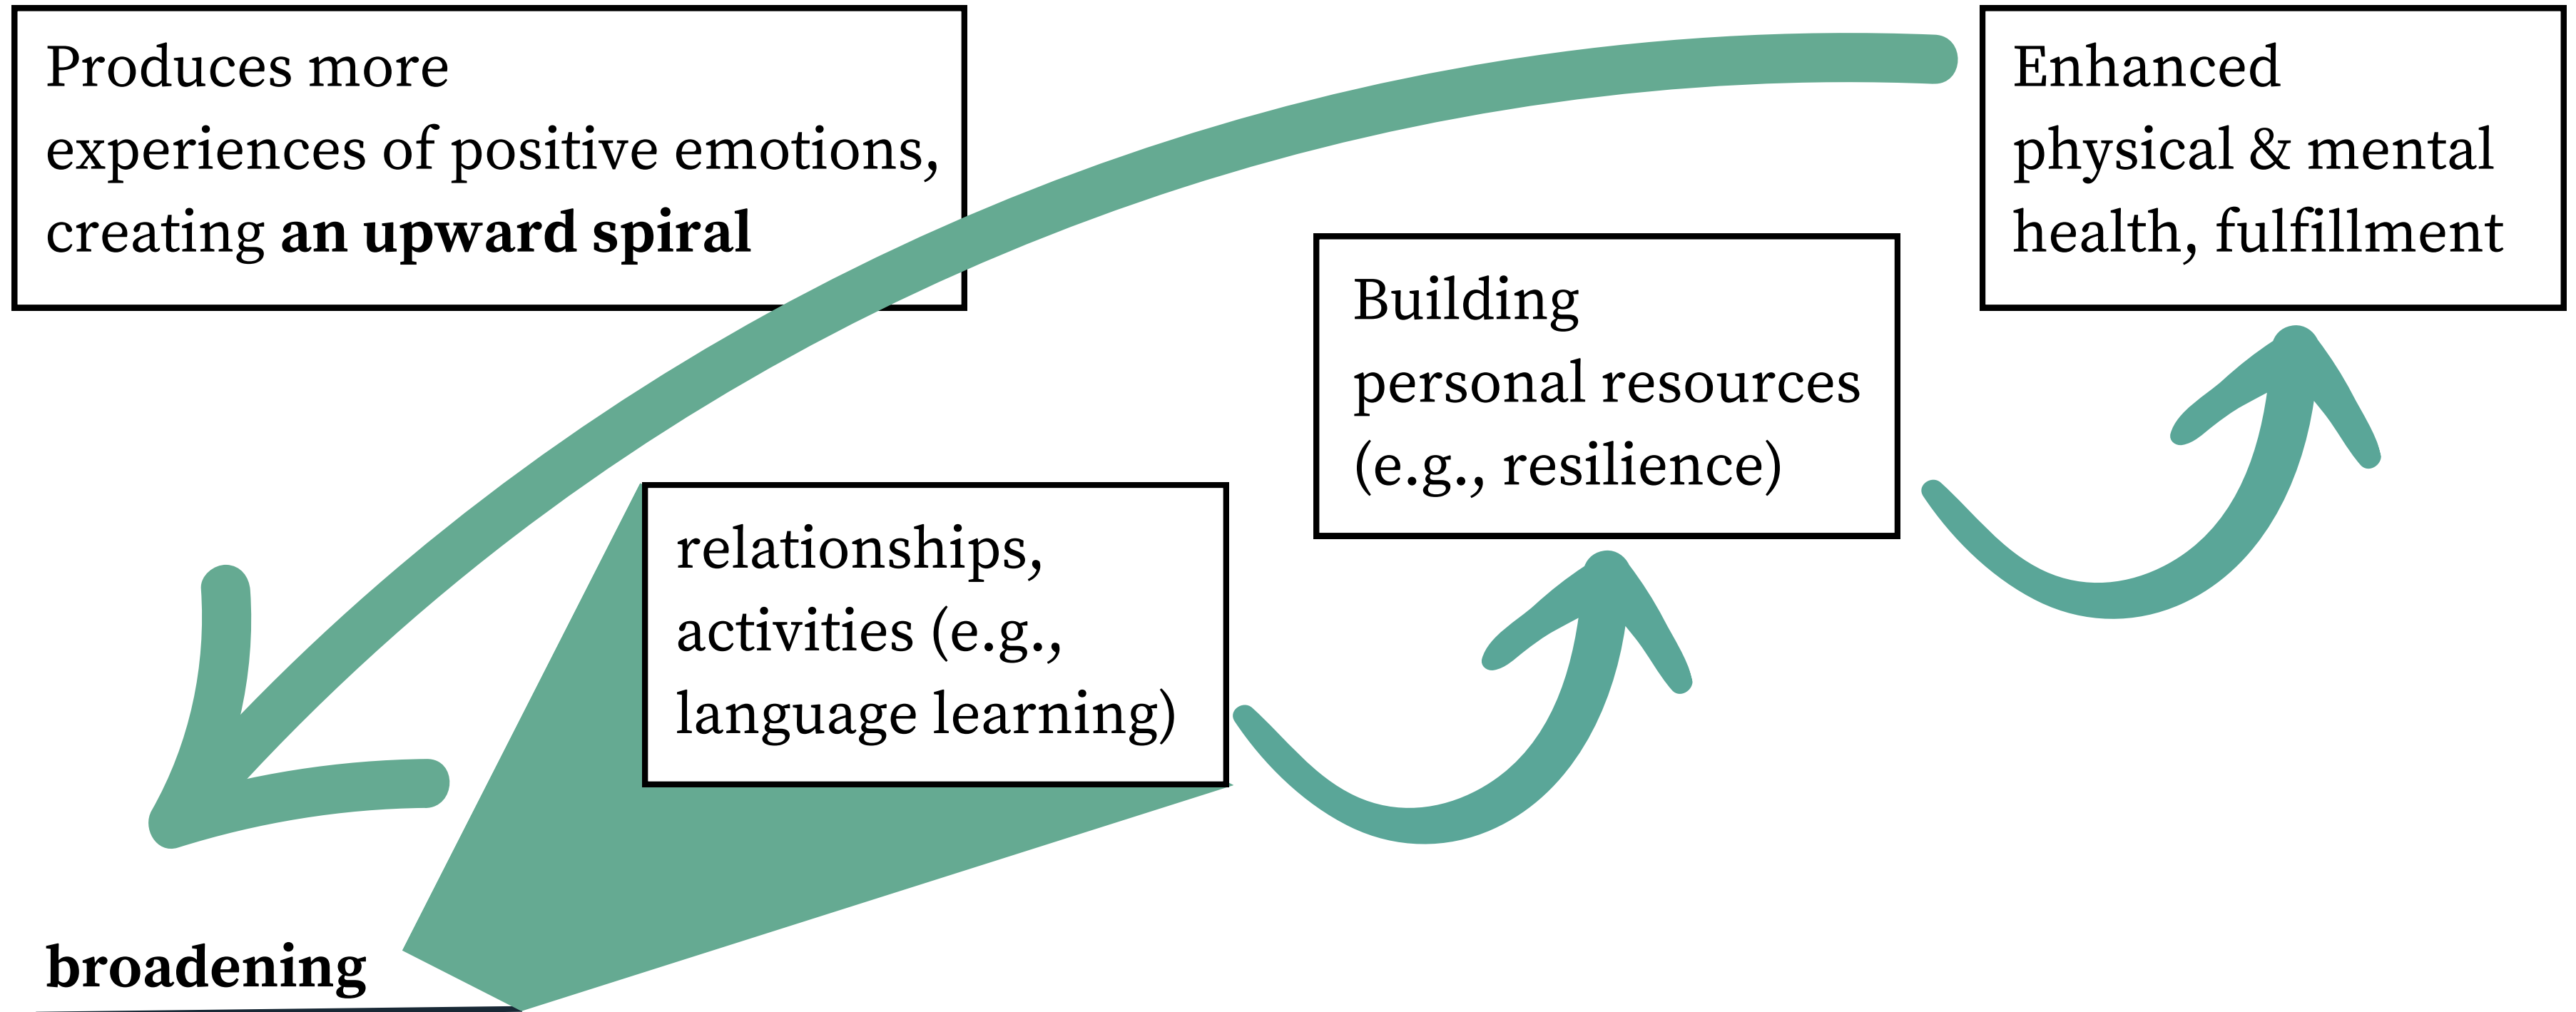 Produces more
experiences of positive emotions,
creating an upward spiral
Enhanced
physical & mental
health, fulfillment
Building
personal resources
(e.g., resilience)
relationships,
activities (e.g.,
language learning)
broadening